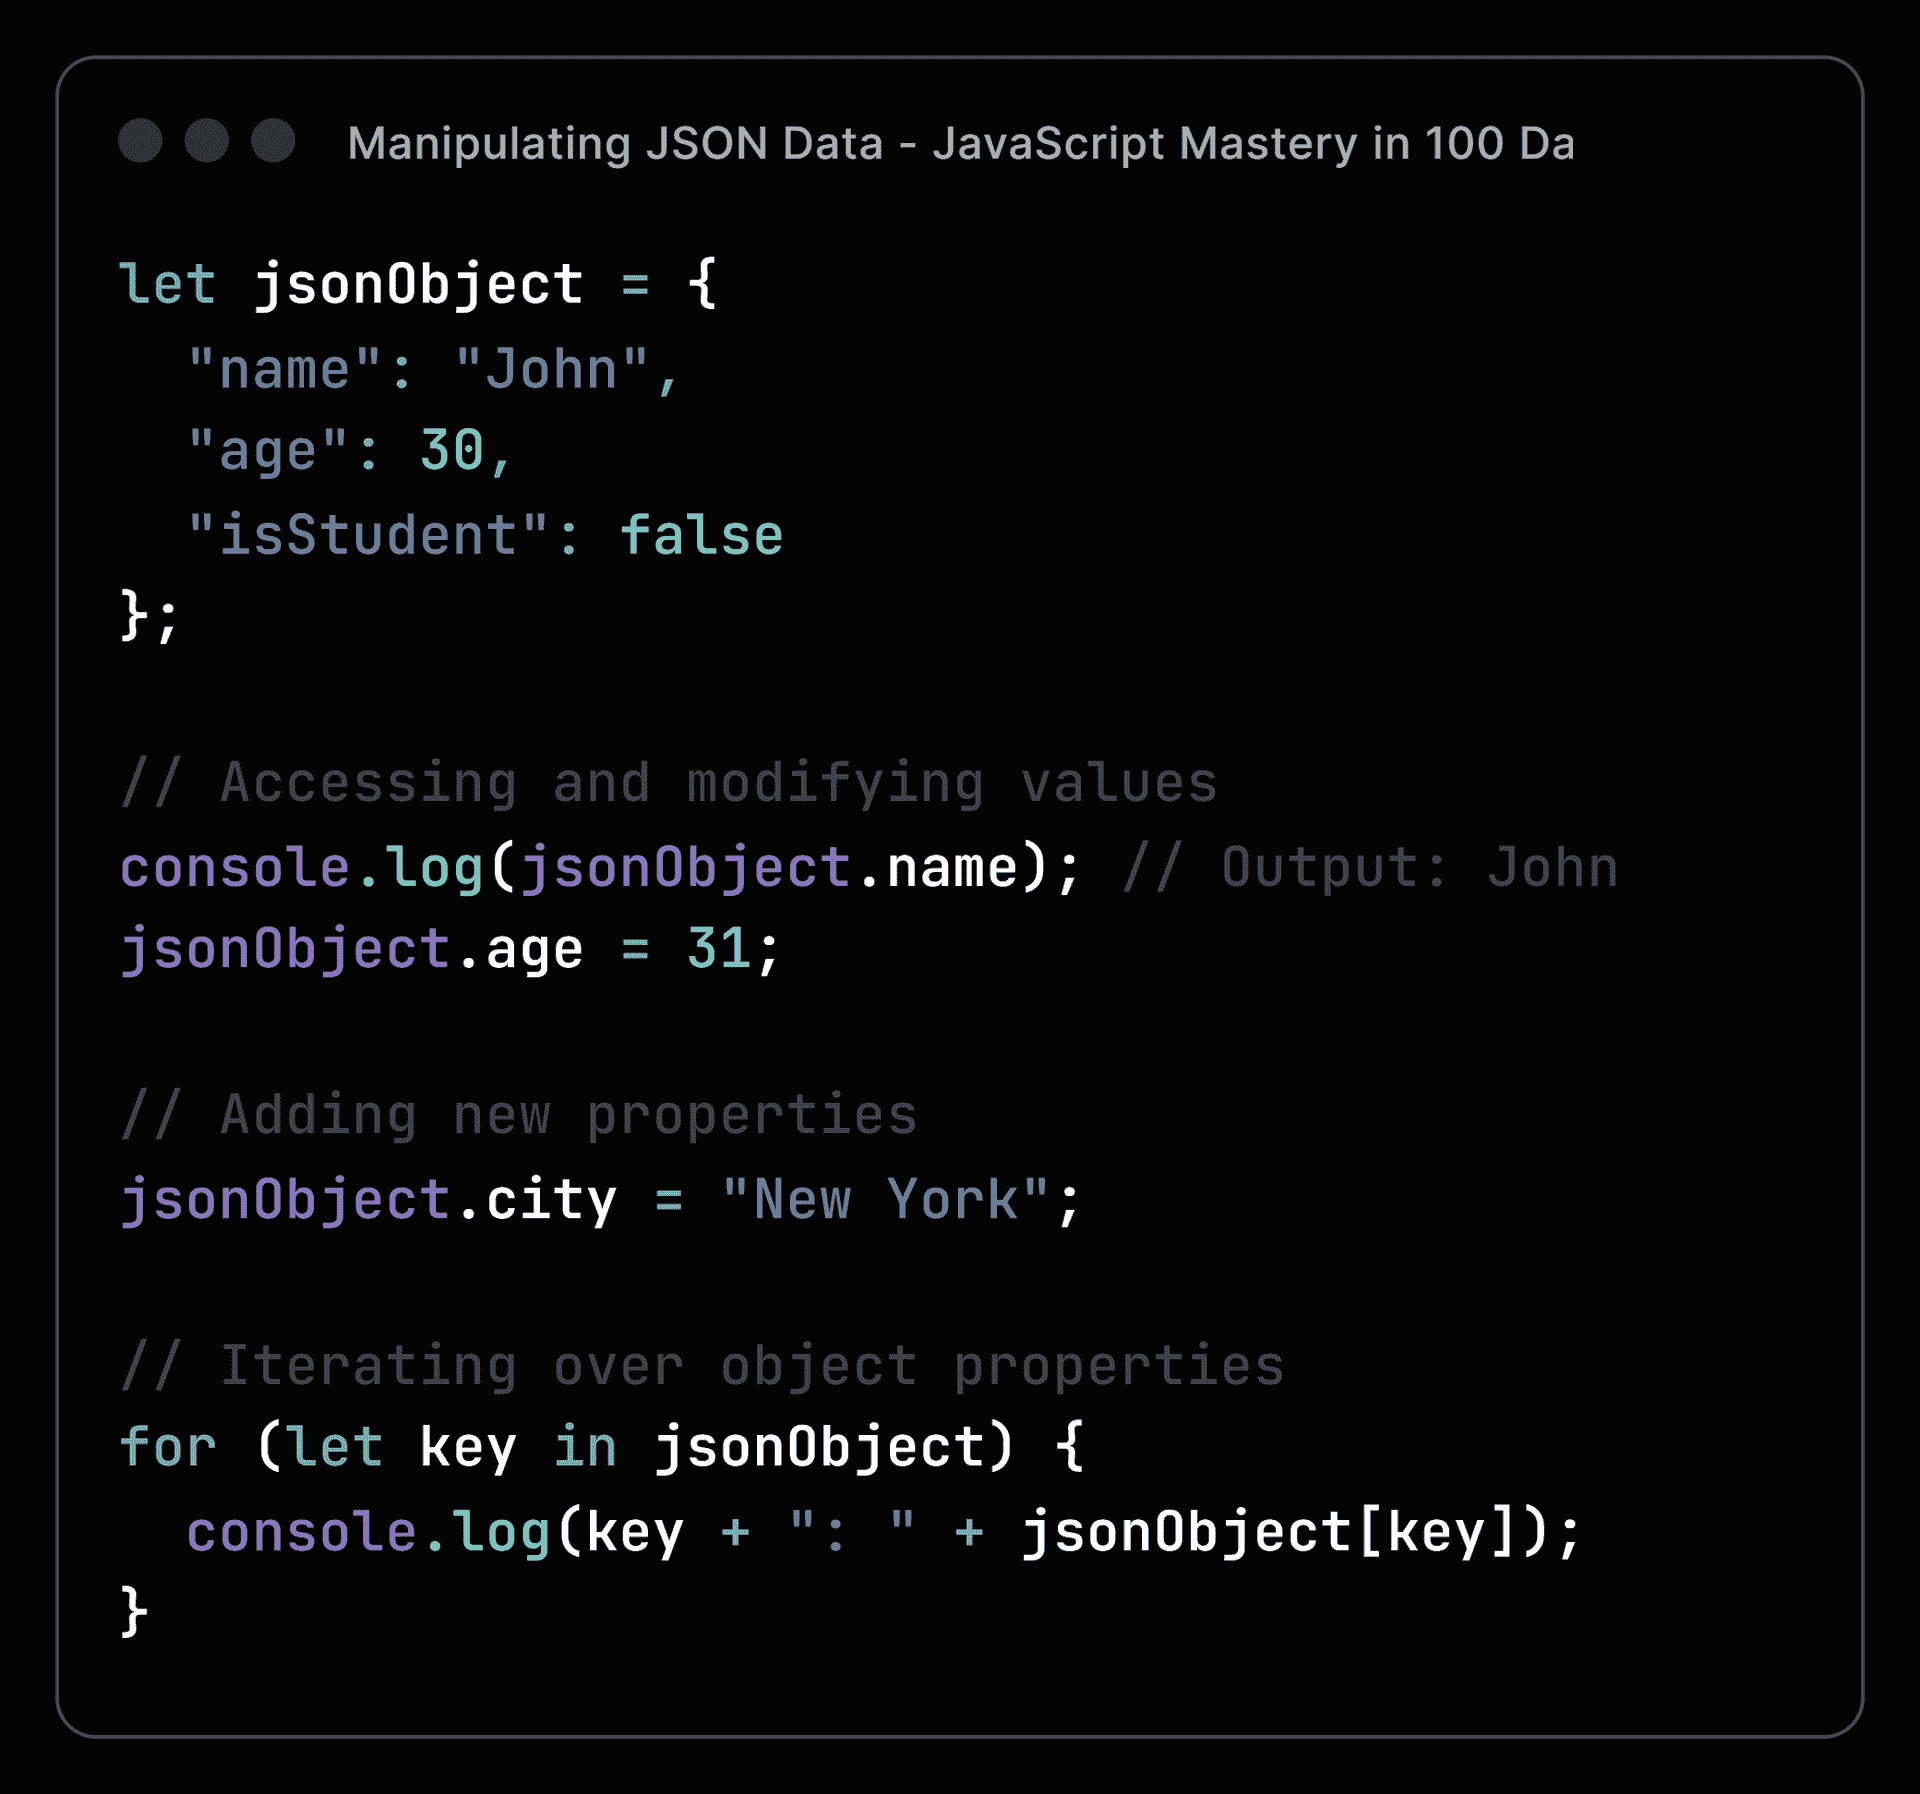 Manipulating JSON Data - JavaScript Mastery in 100 Da
let jsonObject = {
  "name": "John",
  "age": 30,
  "isStudent": false
};
// Accessing and modifying values
console.log(jsonObject.name); // Output: John
jsonObject.age = 31;
// Adding new properties
jsonObject.city = "New York";
// Iterating over object properties
for (let key in jsonObject) {
  console.log(key + ": " + jsonObject[key]);
}